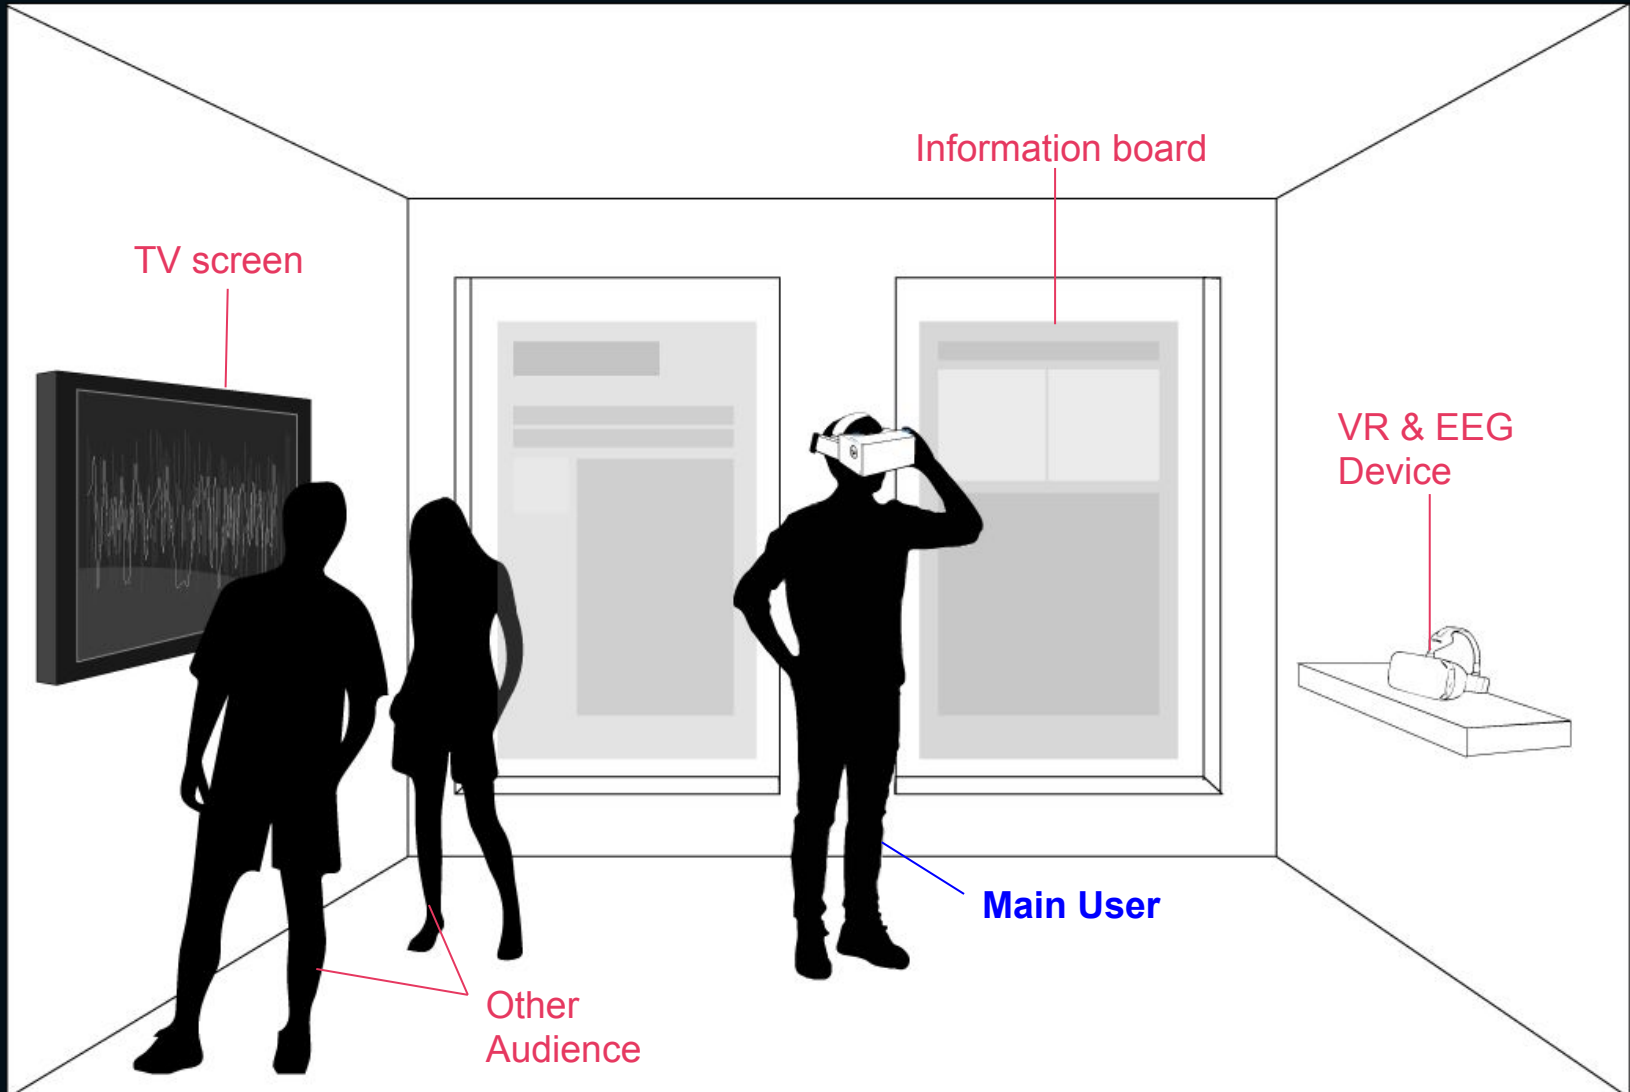 Information board
TV screen
VR & EEG
Device
Main User
Other
Audience